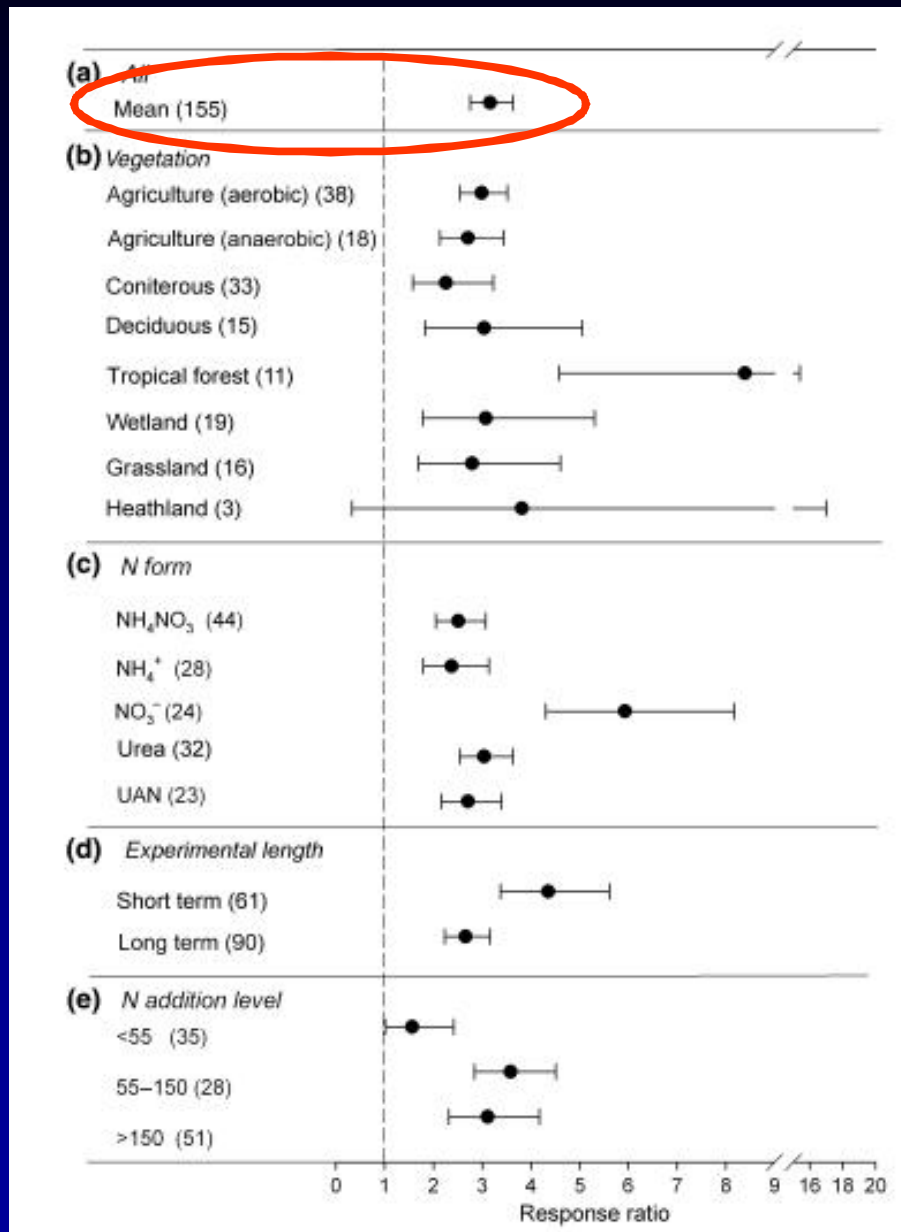 (a) All
Mean (155)
(b) Vegetation
Agriculture (aerobic) (38)
Agriculture (anaerobic) (18)
Coniterous (33)
Deciduous (15)
Tropical forest (11)
Wetland (19)
Grassland (16)
Heathland (3)
(c) N form
NH₄NO₃ (44)
NH₄⁺ (28)
NO₃⁻ (24)
Urea (32)
UAN (23)
(d) Experimental length
Short term (61)
Long term (90)
(e) N addition level
<55 (35)
55–150 (28)
>150 (51)
0 1 2 3 4 5 6 7 8 9 16 18 20
Response ratio